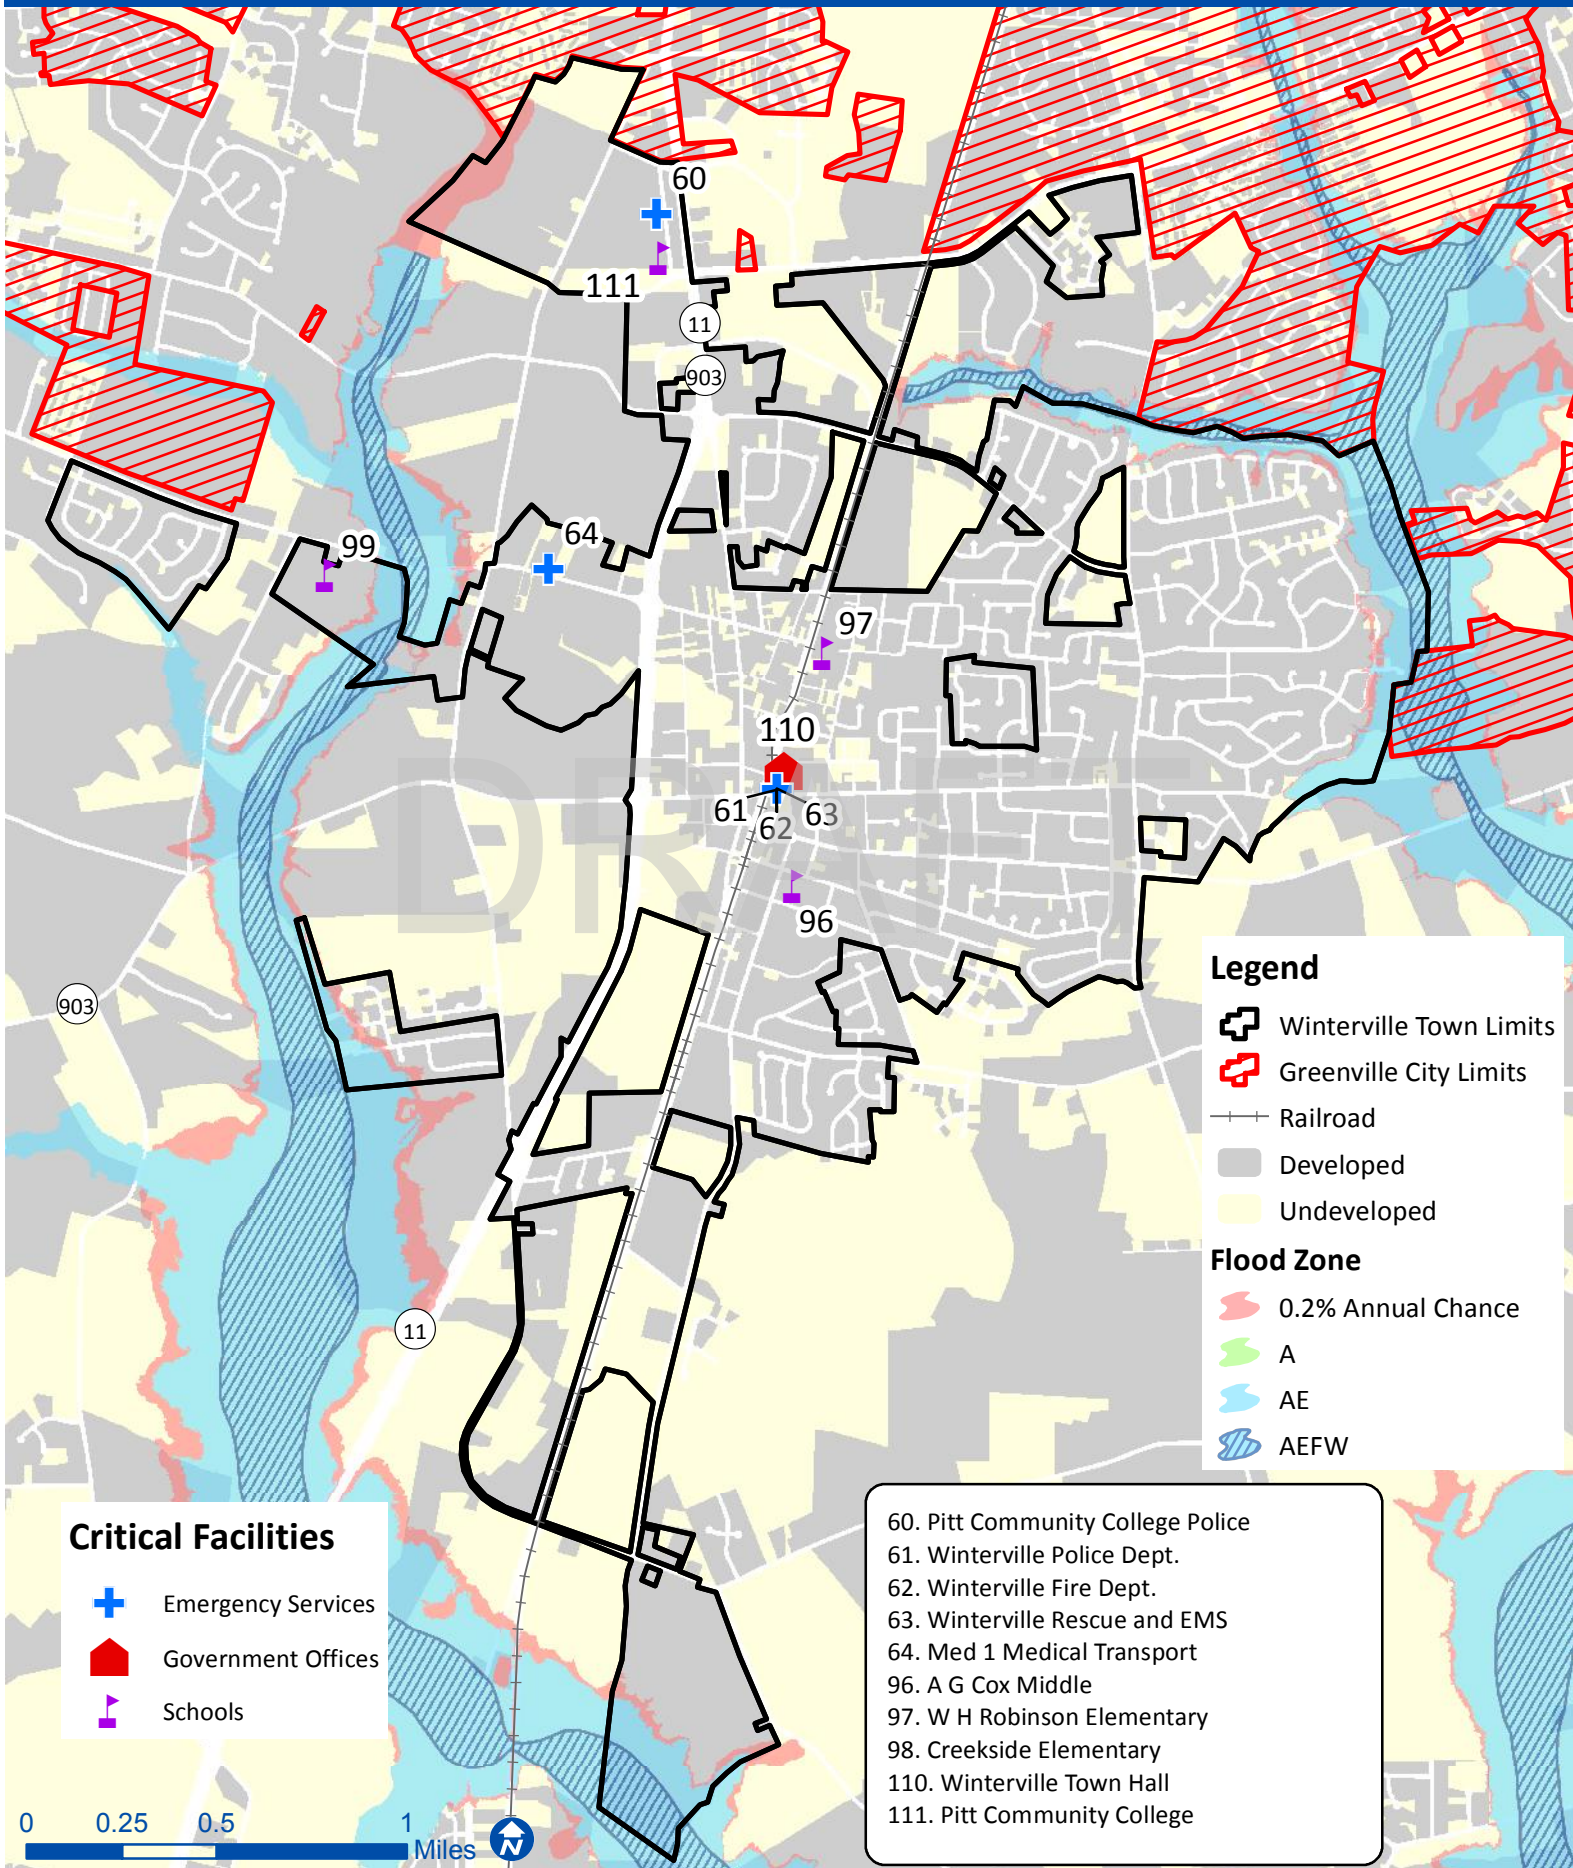 60
111
11
903
99
64
97
110
61
62
63
96
903
11
DRAFT
Legend
Winterville Town Limits
Greenville City Limits
Railroad
Developed
Undeveloped
Flood Zone
0.2% Annual Chance
A
AE
AEFW
Critical Facilities
Emergency Services
Government Offices
Schools
60. Pitt Community College Police
61. Winterville Police Dept.
62. Winterville Fire Dept.
63. Winterville Rescue and EMS
64. Med 1 Medical Transport
96. A G Cox Middle
97. W H Robinson Elementary
98. Creekside Elementary
110. Winterville Town Hall
111. Pitt Community College
0 0.25 0.5 1
Miles
N